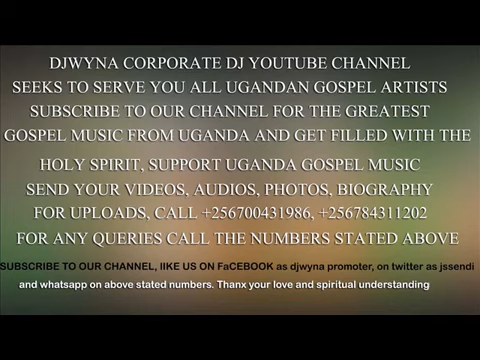 DJWYNA CORPORATE DJ YOUTUBE CHANNEL
SEEKS TO SERVE YOU ALL UGANDAN GOSPEL ARTISTS
SUBSCRIBE TO OUR CHANNEL FOR THE GREATEST
GOSPEL MUSIC FROM UGANDA AND GET FILLED WITH THE
HOLY SPIRIT, SUPPORT UGANDA GOSPEL MUSIC
SEND YOUR VIDEOS, AUDIOS, PHOTOS, BIOGRAPHY
FOR UPLOADS, CALL +256700431986, +256784311202
FOR ANY QUERIES CALL THE NUMBERS STATED ABOVE
SUBSCRIBE TO OUR CHANNEL, lIKE US ON FaCEBOOK as djwyna promoter, on twitter as jssendi
and whatsapp on above stated numbers. Thanx your love and spiritual understanding